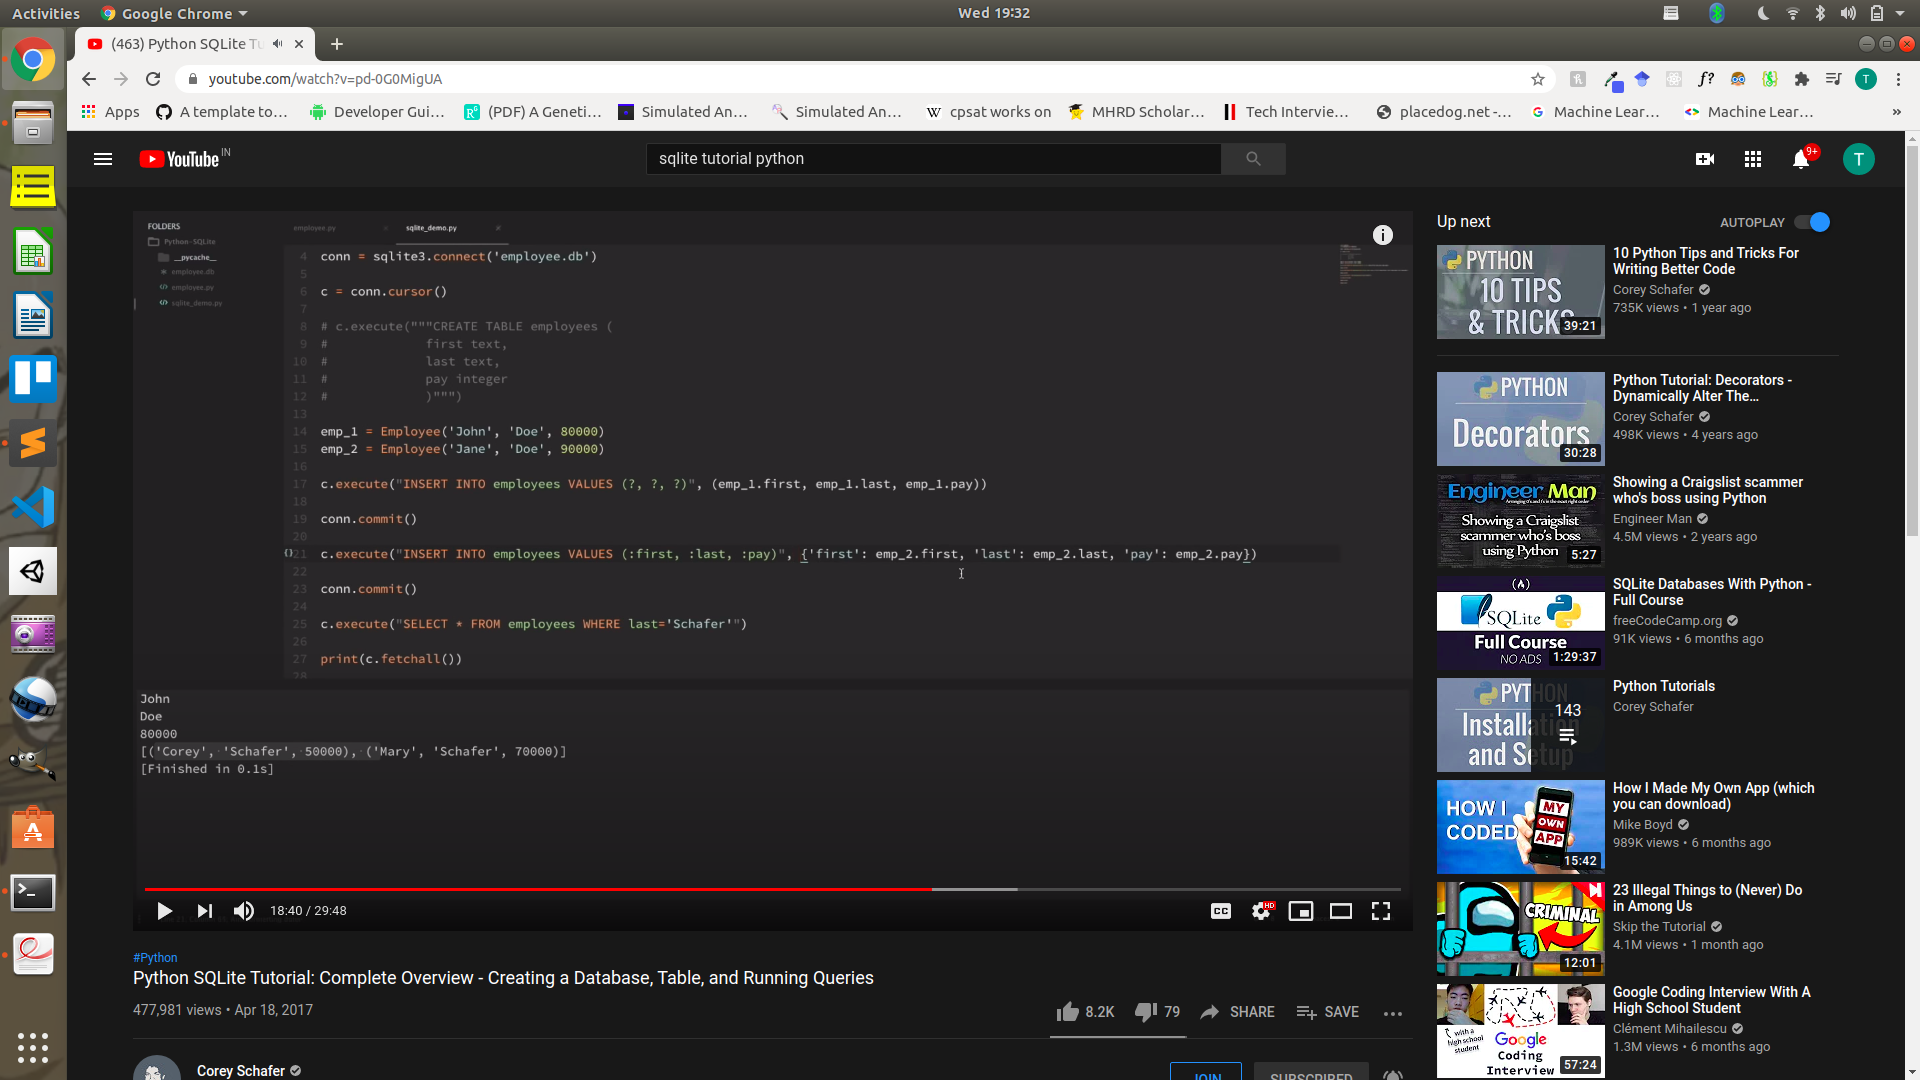 Activities
Google Chrome
Wed 19:32
(463) Python SQLite Tu
youtube.com/watch?v=pd-0G0MigUA
f?
T
Apps
A template to…
Developer Gui…
(PDF) A Geneti…
Simulated An…
Simulated An…
cpsat works on
MHRD Scholar…
Tech Intervie…
placedog.net -…
Machine Lear…
Machine Lear…
»
YouTube IN
sqlite tutorial python
9+
T
FOLDERS
Python-SQLite
__pycache__
employee.db
employee.py
sqlite_demo.py
employee.py
sqlite_demo.py
4 conn = sqlite3.connect('employee.db')
5
6 c = conn.cursor()
7
8 # c.execute("""CREATE TABLE employees (
9 # first text,
10 # last text,
11 # pay integer
12 # )""")
13
14 emp_1 = Employee('John', 'Doe', 80000)
15 emp_2 = Employee('Jane', 'Doe', 90000)
16
17 c.execute("INSERT INTO employees VALUES (?, ?, ?)", (emp_1.first, emp_1.last, emp_1.pay))
18
19 conn.commit()
20
21 c.execute("INSERT INTO employees VALUES (:first, :last, :pay)", {'first': emp_2.first, 'last': emp_2.last, 'pay': emp_2.pay})
22
23 conn.commit()
24
25 c.execute("SELECT * FROM employees WHERE last='Schafer'")
26
27 print(c.fetchall())
28
John
Doe
80000
[('Corey', 'Schafer', 50000), ('Mary', 'Schafer', 70000)]
[Finished in 0.1s]
18:40 / 29:48
CC
HD
#Python
Python SQLite Tutorial: Complete Overview - Creating a Database, Table, and Running Queries
477,981 views • Apr 18, 2017
8.2K
79
SHARE
SAVE
Corey Schafer
JOIN
SUBSCRIBED
Up next
AUTOPLAY
PYTHON
10 TIPS
& TRICKS
39:21
10 Python Tips and Tricks For
Writing Better Code
Corey Schafer
735K views • 1 year ago
PYTHON
Decorators
30:28
Python Tutorial: Decorators -
Dynamically Alter The…
Corey Schafer
498K views • 4 years ago
Engineer Man
Showing a Craigslist
scammer who's boss
using Python
5:27
Showing a Craigslist scammer
who's boss using Python
Engineer Man
4.5M views • 2 years ago
SQLite
Full Course
NO ADS
1:29:37
SQLite Databases With Python -
Full Course
freeCodeCamp.org
91K views • 6 months ago
PYTHON
Installation
and Setup
143
Python Tutorials
Corey Schafer
HOW I
CODED
MY
OWN
APP
15:42
How I Made My Own App (which
you can download)
Mike Boyd
989K views • 6 months ago
CRIMINAL
12:01
23 Illegal Things to (Never) Do
in Among Us
Skip the Tutorial
4.1M views • 1 month ago
with a
high school
student
Google
Coding
Interview
57:24
Google Coding Interview With A
High School Student
Clément Mihailescu
1.3M views • 6 months ago